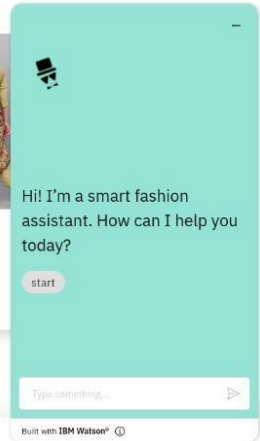 Hi! I'm a smart fashion
assistant. How can I help you
today?
start
Type something...
Built with IBM Watson®